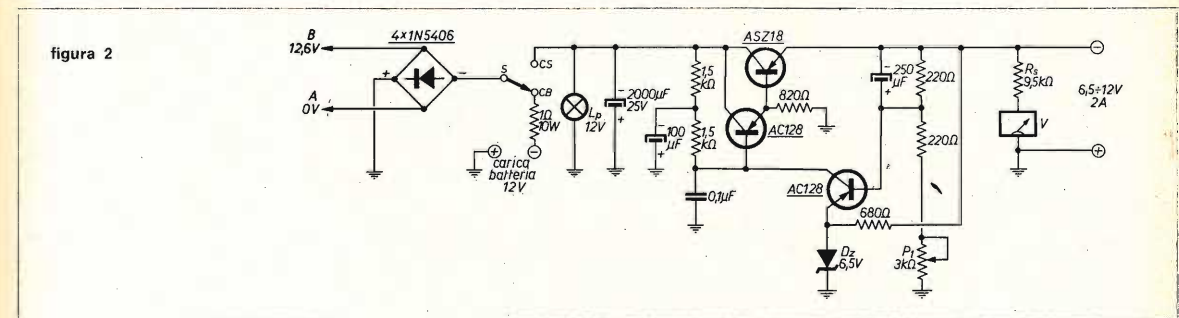 figura 2
B
12,6V
4×1N5406
A
0V
+
−
S
CS
CB
1Ω
10W
+
−
carica
batteria
12V
Lp
12V
−
2000µF
25V
+
1,5
kΩ
−
100
µF
+
1,5
kΩ
0,1µF
ASZ18
820Ω
AC128
AC128
680Ω
Dz
6,5V
−
250
µF
+
220Ω
220Ω
P1
3kΩ
Rs
9,5kΩ
V
−
6,5÷12V
2A
+